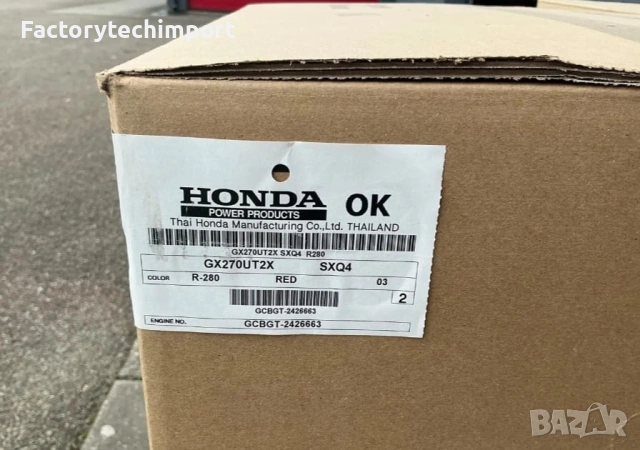 Factorytechimport
HONDA OK
POWER PRODUCTS
Thai Honda Manufacturing Co.,Ltd. THAILAND
GX270UT2X SXQ4 R280
GX270UT2X SXQ4
COLOR R-280 RED 03
2
GCBGT-2426663
ENGINE NO. GCBGT-2426663
BAZAR